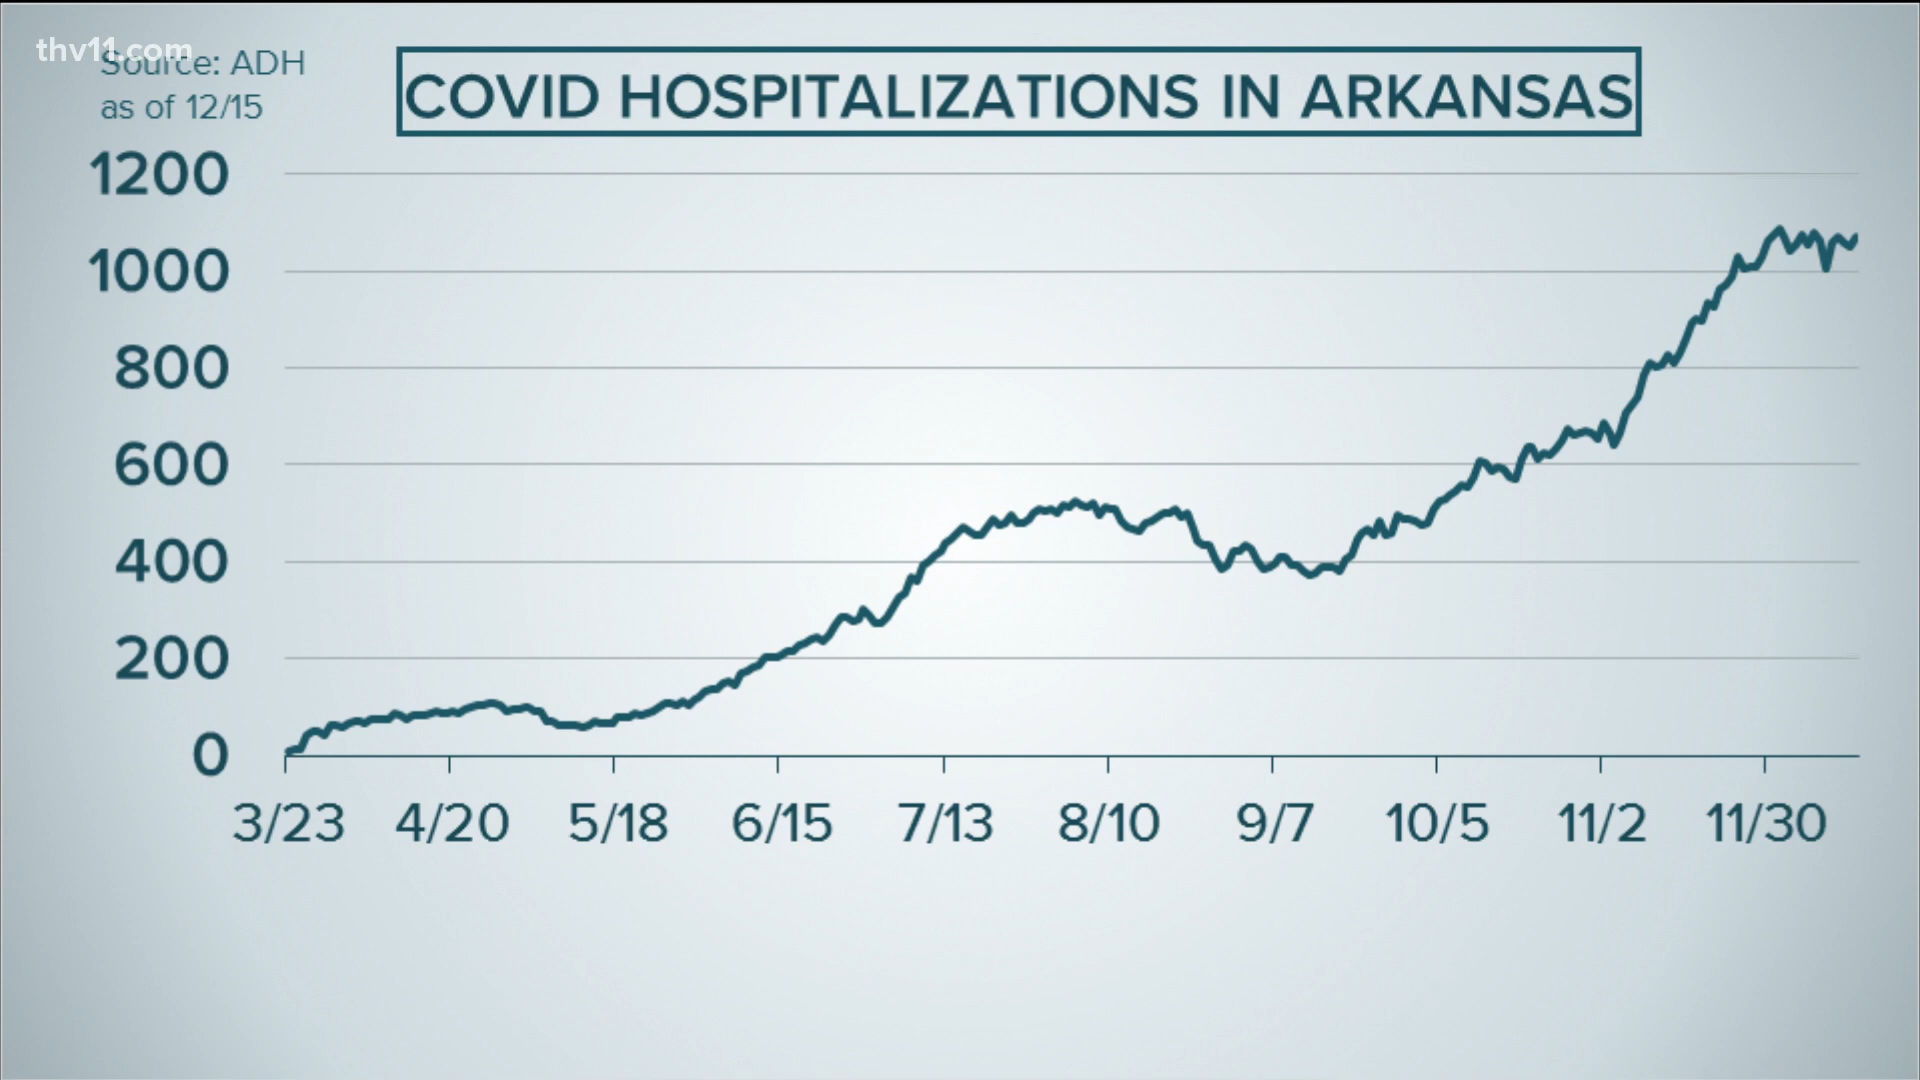 thv11.com
Source: ADH
as of 12/15
COVID HOSPITALIZATIONS IN ARKANSAS
1200
1000
800
600
400
200
0
3/23 4/20 5/18 6/15 7/13 8/10 9/7 10/5 11/2 11/30